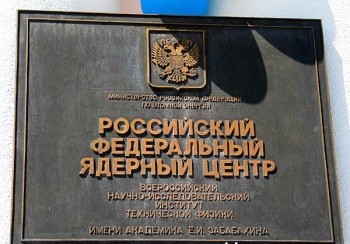 МИНИСТЕРСТВО РОССИЙСКОЙ ФЕДЕРАЦИИ
ПО АТОМНОЙ ЭНЕРГИИ
РОССИЙСКИЙ
ФЕДЕРАЛЬНЫЙ
ЯДЕРНЫЙ ЦЕНТР
ВСЕРОССИЙСКИЙ
НАУЧНО-ИССЛЕДОВАТЕЛЬСКИЙ
ИНСТИТУТ
ТЕХНИЧЕСКОЙ ФИЗИКИ
ИМЕНИ АКАДЕМИКА Е.И. ЗАБАБАХИНА